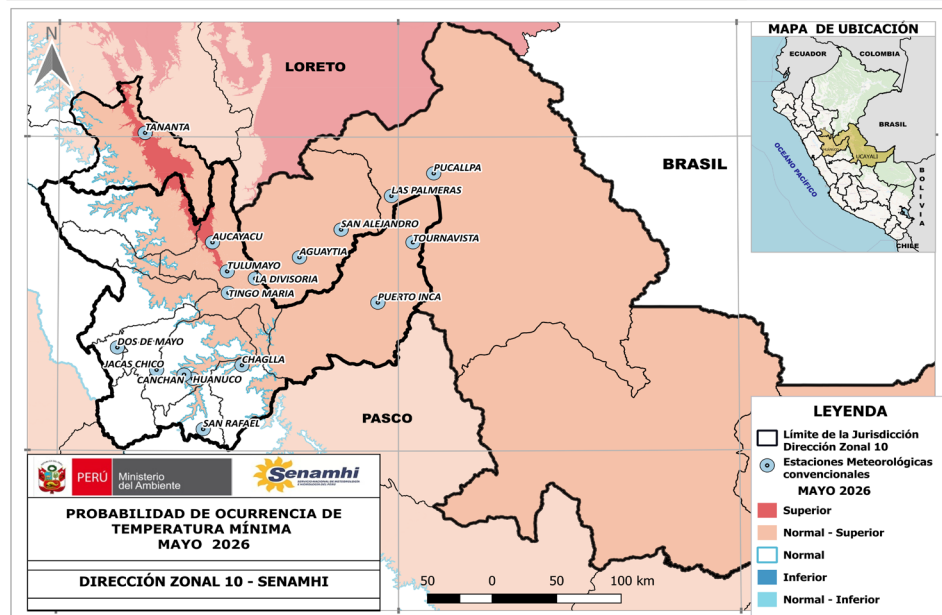 N
LORETO
TANANTA
PUCALLPA
BRASIL
LAS PALMERAS
SAN ALEJANDRO
AUCAYACU
TOURNAVISTA
AGUAYTIA
TULUMAYO
LA DIVISORIA
TINGO MARIA
PUERTO INCA
DOS DE MAYO
CHAGLLA
JACAS CHICO
CANCHAN
HUANUCO
PASCO
SAN RAFAEL
MAPA DE UBICACIÓN
ECUADOR
COLOMBIA
BRASIL
UCAYALI
OCEÁNO PACÍFICO
BOLIVIA
CHILE
PERÚ
Ministerio
del Ambiente
Senamhi
PROBABILIDAD DE OCURRENCIA DE
TEMPERATURA MÍNIMA
MAYO 2026
DIRECCIÓN ZONAL 10 - SENAMHI
50 0 50 100 km
LEYENDA
Límite de la Jurisdicción
Dirección Zonal 10
Estaciones Meteorológicas
convencionales
MAYO 2026
Superior
Normal - Superior
Normal
Inferior
Normal - Inferior